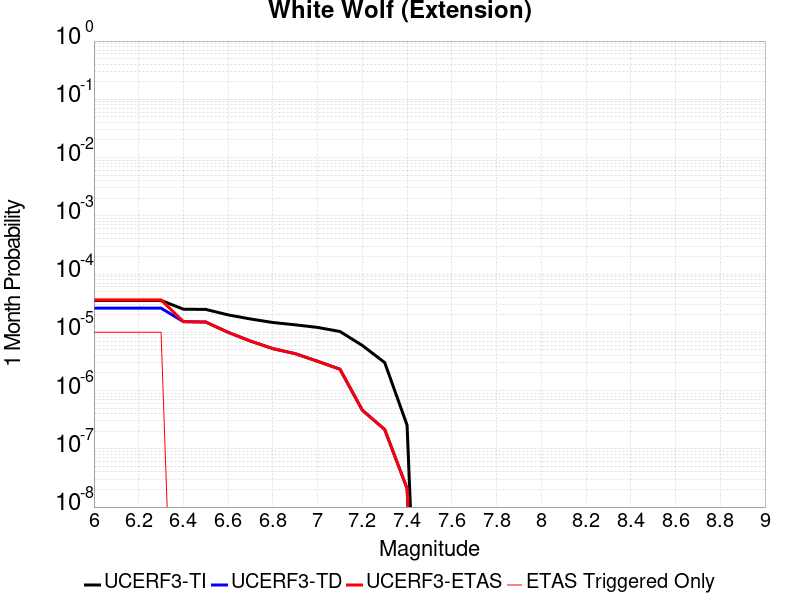 White Wolf (Extension)
1 Month Probability
10^0
10^-1
10^-2
10^-3
10^-4
10^-5
10^-6
10^-7
10^-8
6 6.2 6.4 6.6 6.8 7 7.2 7.4 7.6 7.8 8 8.2 8.4 8.6 8.8 9
Magnitude
UCERF3-TI UCERF3-TD UCERF3-ETAS ETAS Triggered Only